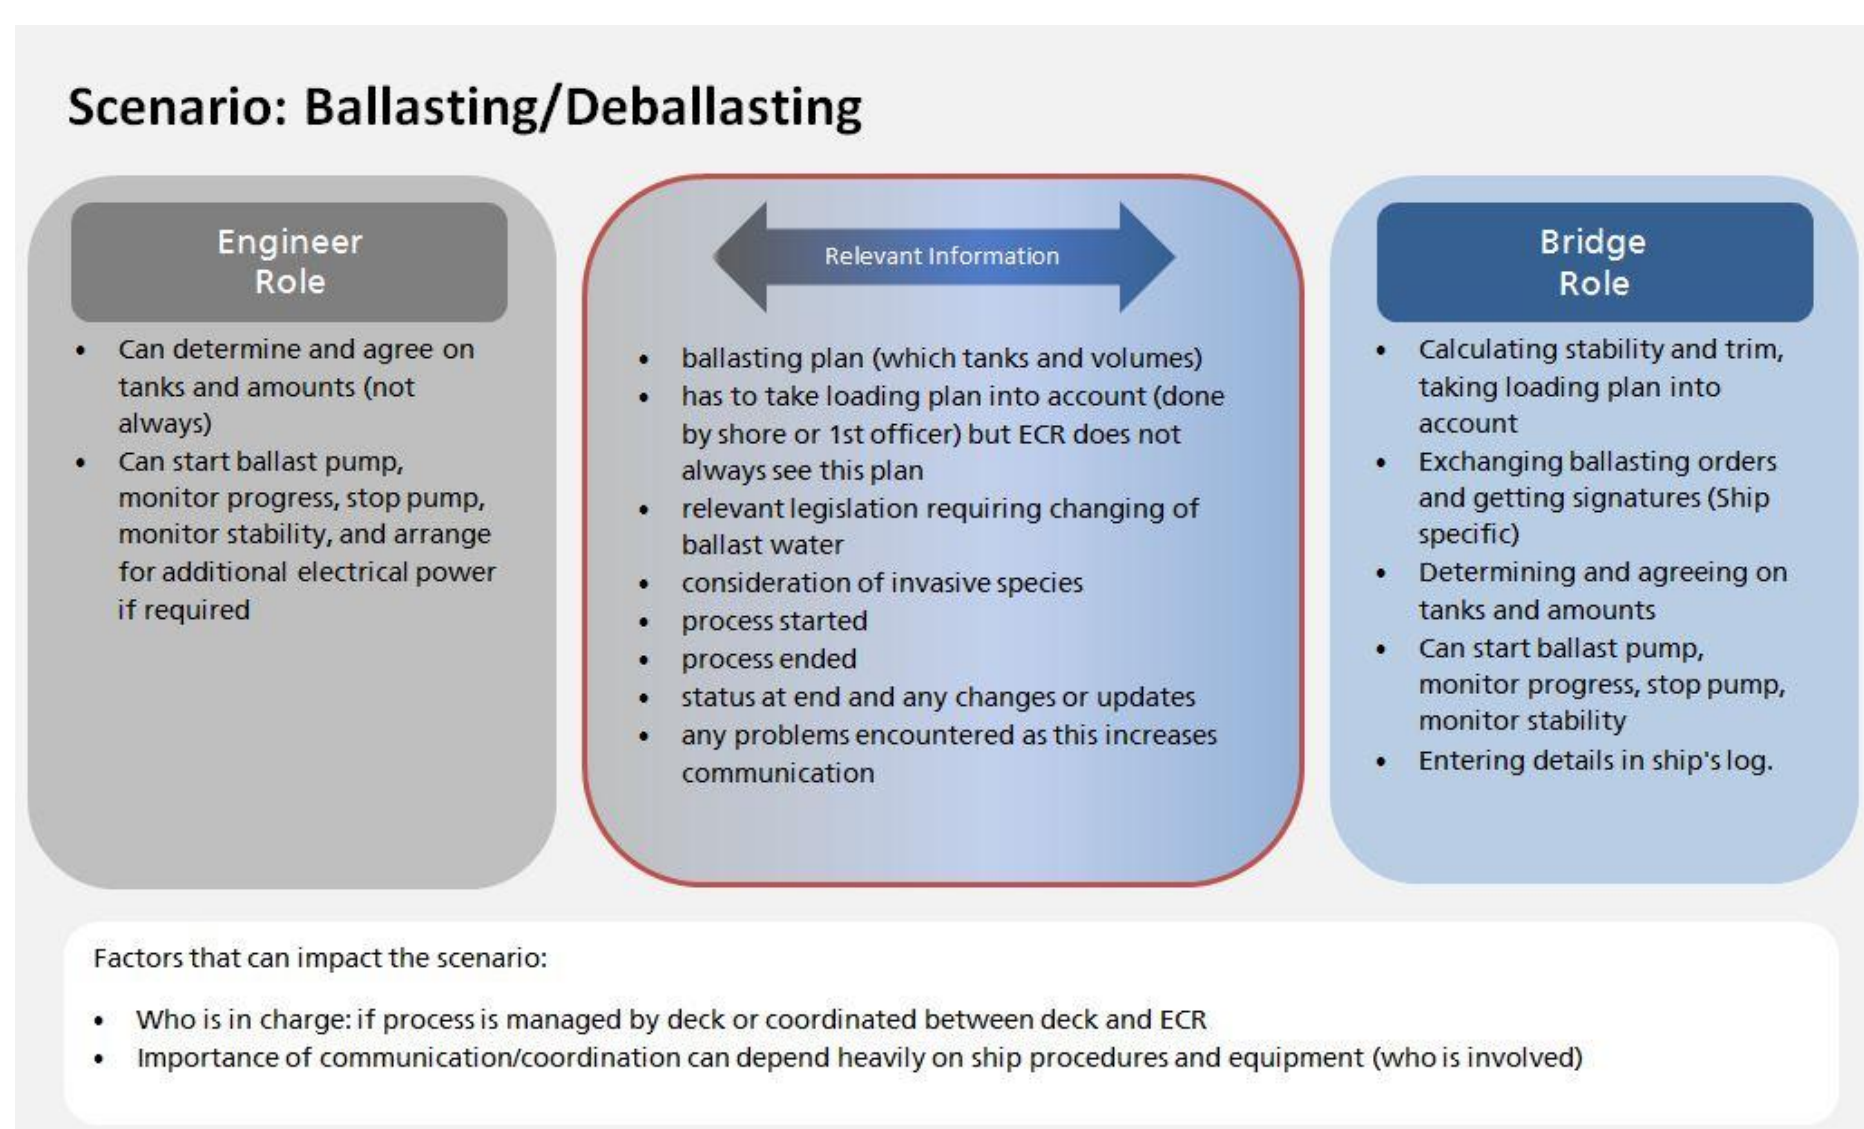 Scenario: Ballasting/Deballasting
Engineer
Role
• Can determine and agree on
tanks and amounts (not
always)
• Can start ballast pump,
monitor progress, stop pump,
monitor stability, and arrange
for additional electrical power
if required
Relevant Information
• ballasting plan (which tanks and volumes)
• has to take loading plan into account (done
by shore or 1st officer) but ECR does not
always see this plan
• relevant legislation requiring changing of
ballast water
• consideration of invasive species
• process started
• process ended
• status at end and any changes or updates
• any problems encountered as this increases
communication
Bridge
Role
• Calculating stability and trim,
taking loading plan into
account
• Exchanging ballasting orders
and getting signatures (Ship
specific)
• Determining and agreeing on
tanks and amounts
• Can start ballast pump,
monitor progress, stop pump,
monitor stability
• Entering details in ship's log.
Factors that can impact the scenario:
• Who is in charge: if process is managed by deck or coordinated between deck and ECR
• Importance of communication/coordination can depend heavily on ship procedures and equipment (who is involved)